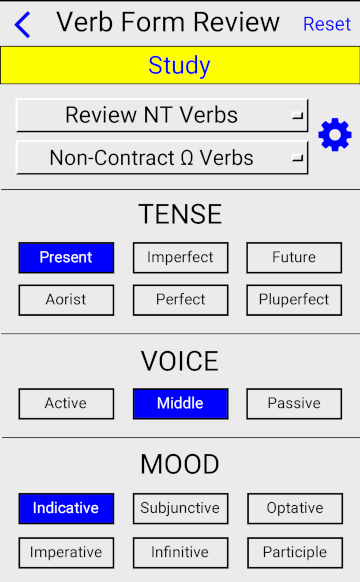 Verb Form Review Reset
Study
Review NT Verbs
Non-Contract Ω Verbs
TENSE
Present Imperfect Future
Aorist Perfect Pluperfect
VOICE
Active Middle Passive
MOOD
Indicative Subjunctive Optative
Imperative Infinitive Participle